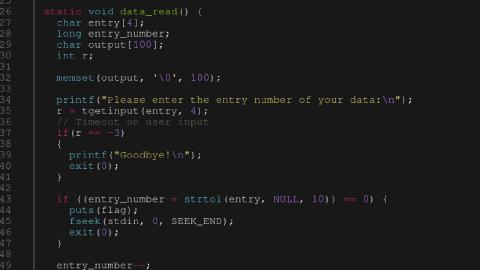 26 static void data_read() {
27 char entry[4];
28 long entry_number;
29 char output[100];
30 int r;
31
32 memset(output, '\0', 100);
33
34 printf("Please enter the entry number of your data:\n");
35 r = tgetinput(entry, 4);
36 // Timeout on user input
37 if(r == -3)
38 {
39 printf("Goodbye!\n");
40 exit(0);
41 }
42
43 if ((entry_number = strtol(entry, NULL, 10)) == 0) {
44 puts(flag);
45 fseek(stdin, 0, SEEK_END);
46 exit(0);
47 }
48
49 entry_number--;